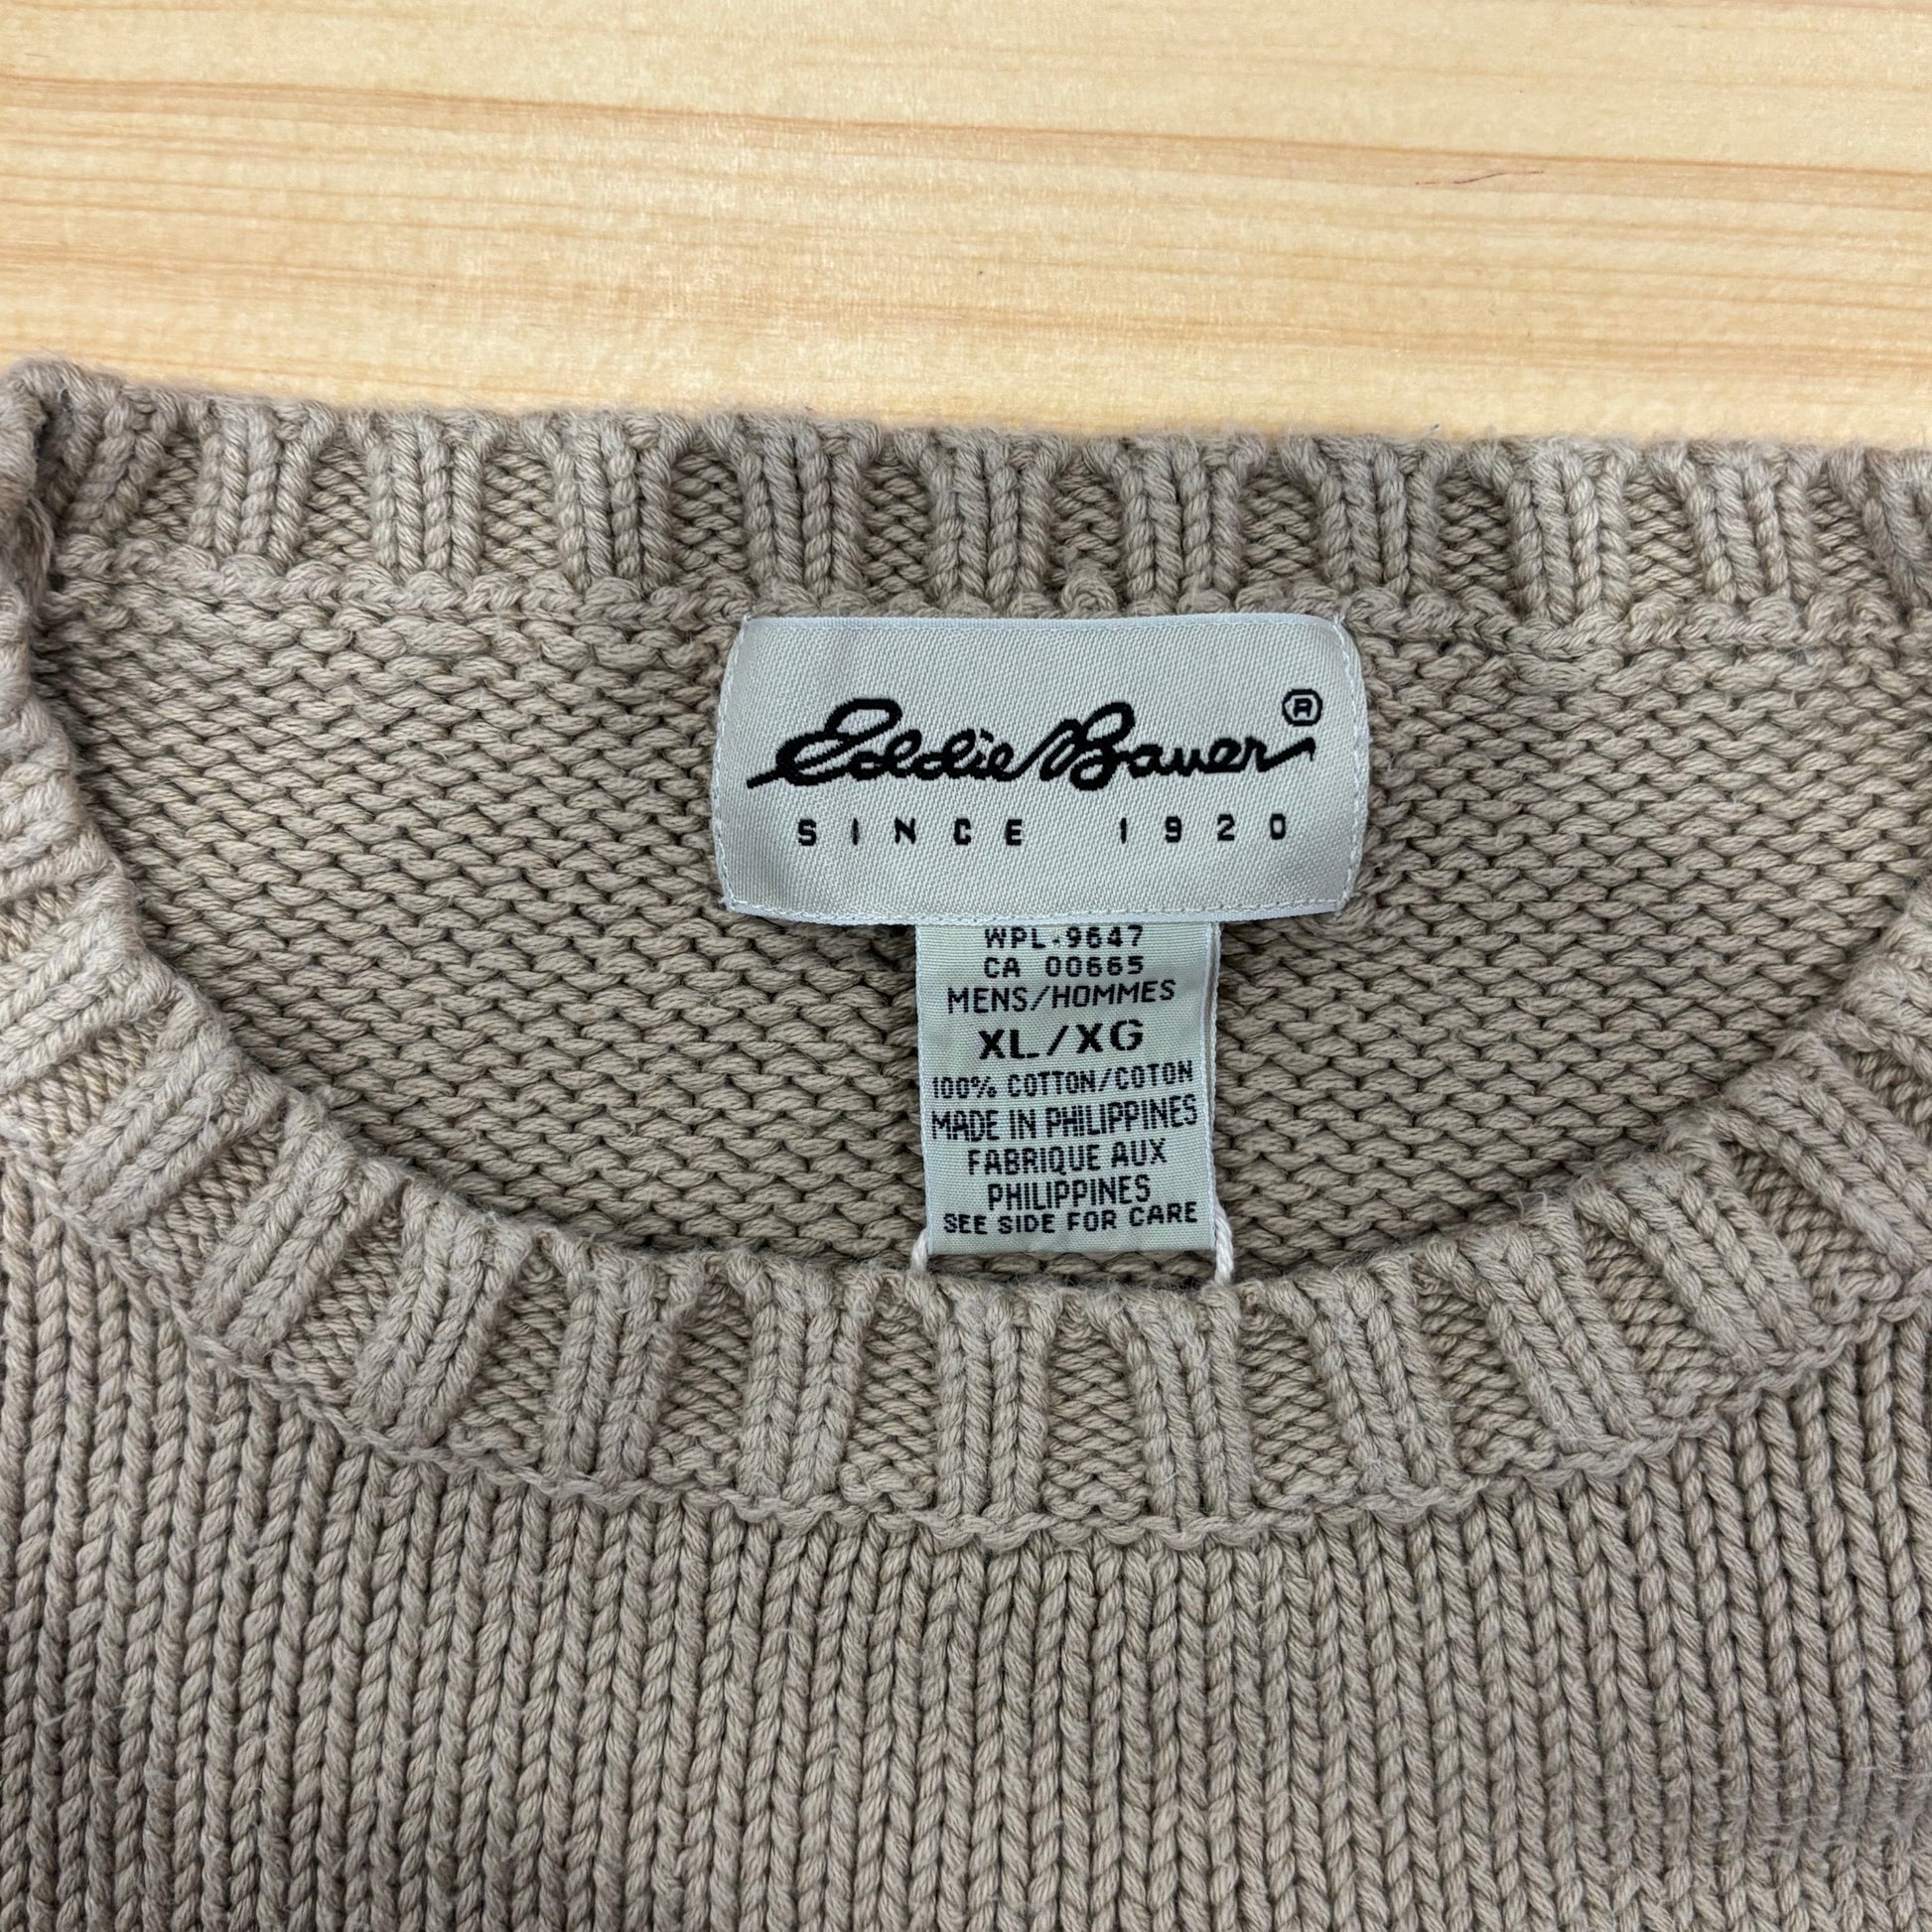 Eddie Bauer®
SINCE 1920
WPL-9647
CA 00665
MENS/HOMMES
XL/XG
100% COTTON/COTON
MADE IN PHILIPPINES
FABRIQUE AUX
PHILIPPINES
SEE SIDE FOR CARE